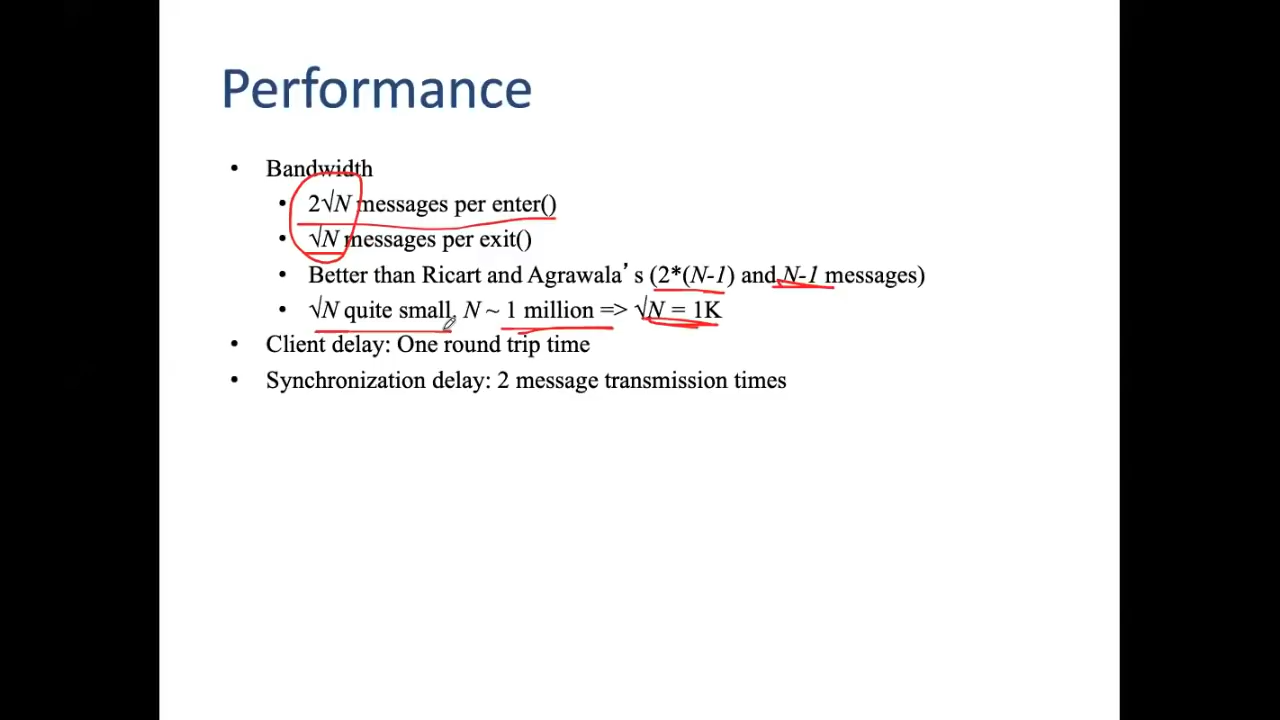 Performance
• Bandwidth
• 2√N messages per enter()
• √N messages per exit()
• Better than Ricart and Agrawala's (2*(N-1) and N-1 messages)
• √N quite small. N ~ 1 million => √N = 1K
• Client delay: One round trip time
• Synchronization delay: 2 message transmission times